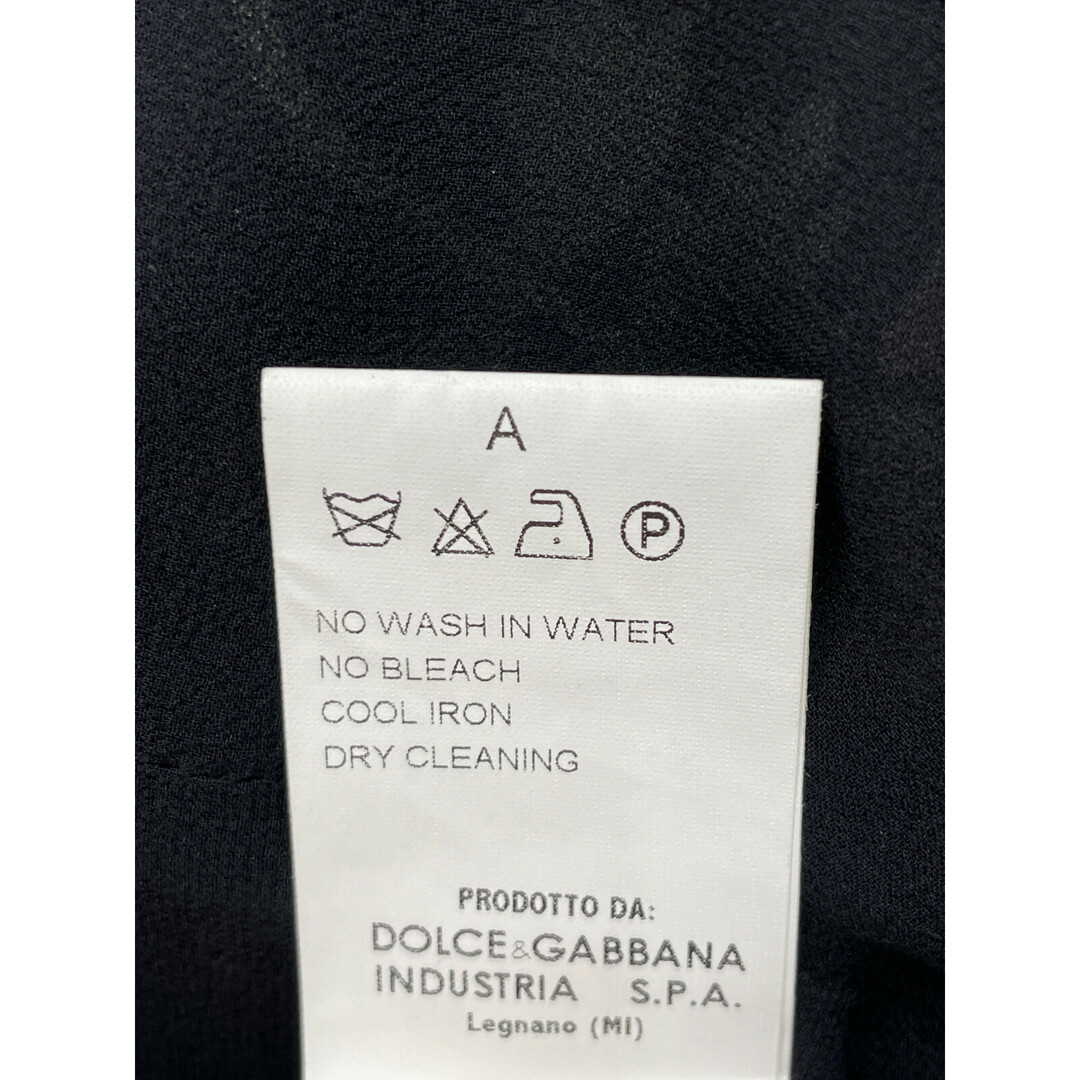 A
P
NO WASH IN WATER
NO BLEACH
COOL IRON
DRY CLEANING
PRODOTTO DA:
DOLCE&GABBANA
INDUSTRIA S.P.A.
Legnano (MI)